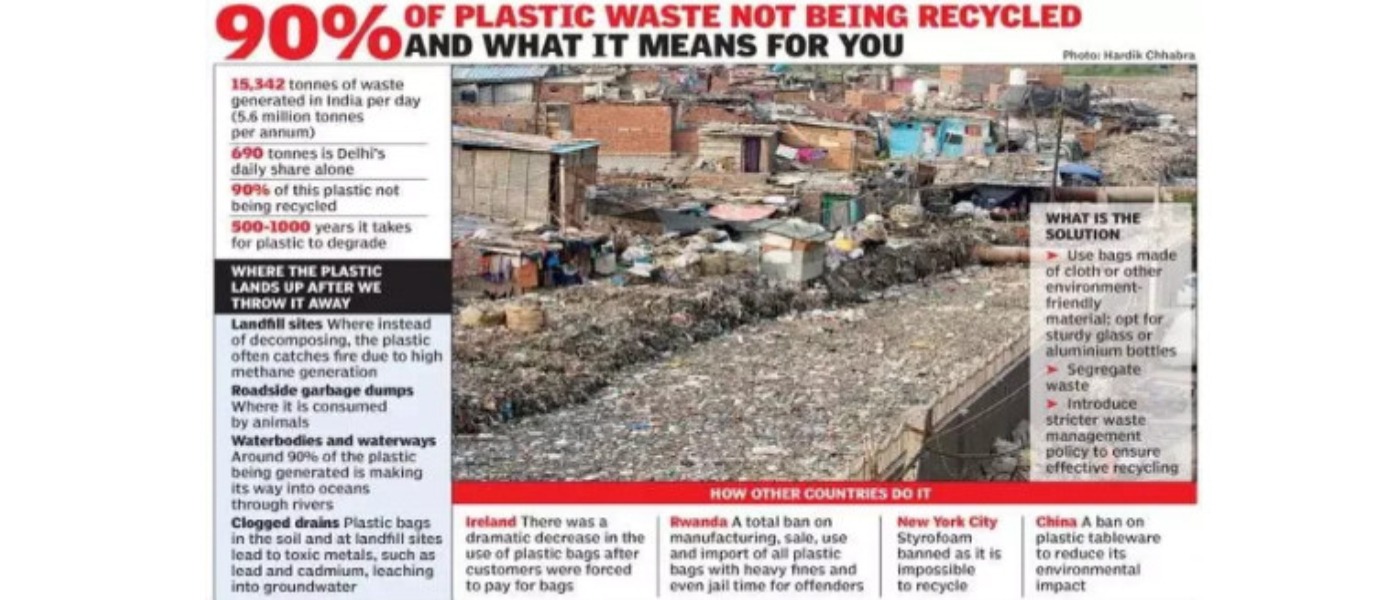 90% OF PLASTIC WASTE NOT BEING RECYCLED
AND WHAT IT MEANS FOR YOU
Photo: Hardik Chhabra
15,342 tonnes of waste
generated in India per day
(5.6 million tonnes
per annum)
690 tonnes is Delhi's
daily share alone
90% of this plastic not
being recycled
500-1000 years it takes
for plastic to degrade
WHERE THE PLASTIC
LANDS UP AFTER WE
THROW IT AWAY
Landfill sites Where instead
of decomposing, the plastic
often catches fire due to high
methane generation
Roadside garbage dumps
Where it is consumed
by animals
Waterbodies and waterways
Around 90% of the plastic
being generated is making
its way into oceans
through rivers
Clogged drains Plastic bags
in the soil and at landfill sites
lead to toxic metals, such as
lead and cadmium, leaching
into groundwater
WHAT IS THE
SOLUTION
➤ Use bags made
of cloth or other
environment-
friendly
material; opt for
sturdy glass or
aluminium bottles
➤ Segregate
waste
➤ Introduce
stricter waste
management
policy to ensure
effective recycling
HOW OTHER COUNTRIES DO IT
Ireland There was a
dramatic decrease in the
use of plastic bags after
customers were forced
to pay for bags
Rwanda A total ban on
manufacturing, sale, use
and import of all plastic
bags with heavy fines and
even jail time for offenders
New York City
Styrofoam
banned as it is
impossible
to recycle
China A ban on
plastic tableware
to reduce its
environmental
impact